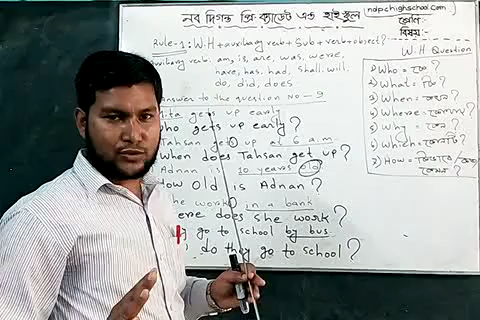 নব দিগন্ত প্রি-ক্যাডেট এন্ড হাই স্কুল
ndpchighschool.com
শ্রেণি:-
বিষয়:-
Rule-1: W.H + auxiliary verb + Sub + verb + object?
auxiliary verb: am, is, are, was, were,
have, has, had, shall, will,
do, did, does
answer to the question No - 9
gets up early
gets up early?
Tahsan gets up at 6 a.m.
When does Tahsan get up?
Adnan is 10 years old
How old is Adnan?
work in a bank
does she work?
go to school by bus
do they go to school?
W.H Question
1) Who = কে
2) What = কি
3) When = কখন
4) Where = কোথায়
5) Why = কেন
6) Which = কোনটি
7) How = কিভাবে/
কেমন